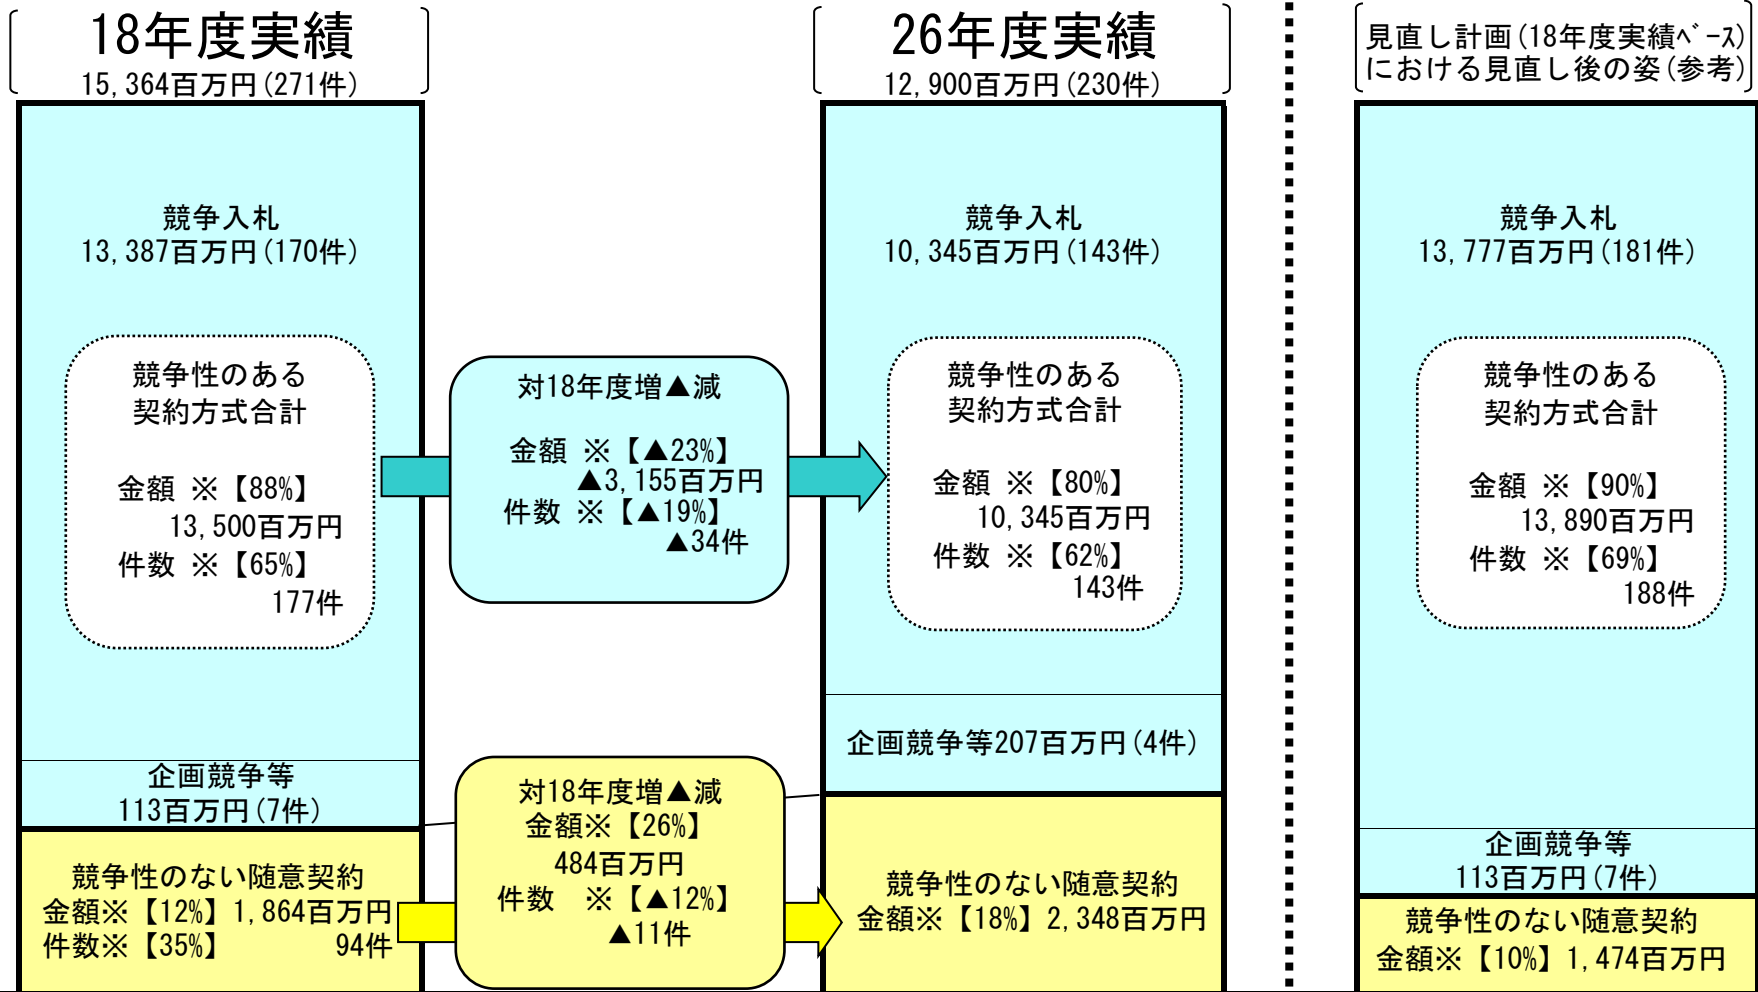 18年度実績
15,364百万円(271件)
競争入札
13,387百万円(170件)
競争性のある
契約方式合計
金額 ※【88%】
13,500百万円
件数 ※【65%】
177件
企画競争等
113百万円(7件)
競争性のない随意契約
金額※【12%】1,864百万円
件数※【35%】 94件
対18年度増▲減
金額 ※【▲23%】
▲3,155百万円
件数 ※【▲19%】
▲34件
対18年度増▲減
金額※【26%】
484百万円
件数 ※【▲12%】
▲11件
26年度実績
12,900百万円(230件)
競争入札
10,345百万円(143件)
競争性のある
契約方式合計
金額 ※【80%】
10,345百万円
件数 ※【62%】
143件
企画競争等207百万円(4件)
競争性のない随意契約
金額※【18%】2,348百万円
見直し計画(18年度実績ﾍﾞｰｽ)
における見直し後の姿(参考)
競争入札
13,777百万円(181件)
競争性のある
契約方式合計
金額 ※【90%】
13,890百万円
件数 ※【69%】
188件
企画競争等
113百万円(7件)
競争性のない随意契約
金額※【10%】1,474百万円